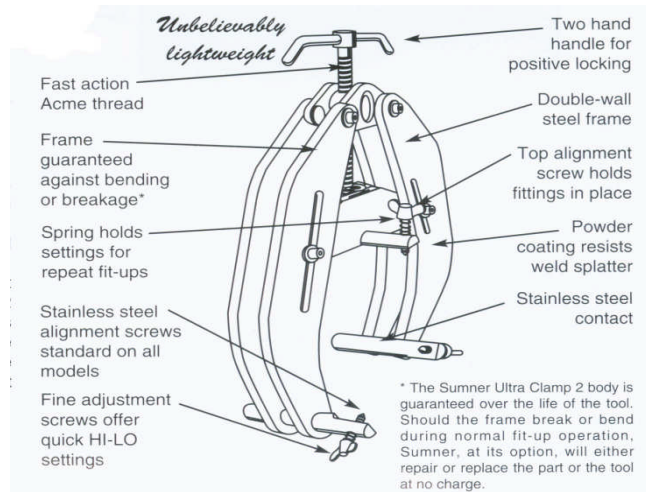 Unbelievably
lightweight
Two hand
handle for
positive locking
Fast action
Acme thread
Double-wall
steel frame
Frame
guaranteed
against bending
or breakage*
Top alignment
screw holds
fittings in place
Spring holds
settings for
repeat fit-ups
Powder
coating resists
weld splatter
Stainless steel
alignment screws
standard on all
models
Stainless steel
contact
Fine adjustment
screws offer
quick HI-LO
settings
* The Sumner Ultra Clamp 2 body is
guaranteed over the life of the tool.
Should the frame break or bend
during normal fit-up operation,
Sumner, at its option, will either
repair or replace the part or the tool
at no charge.